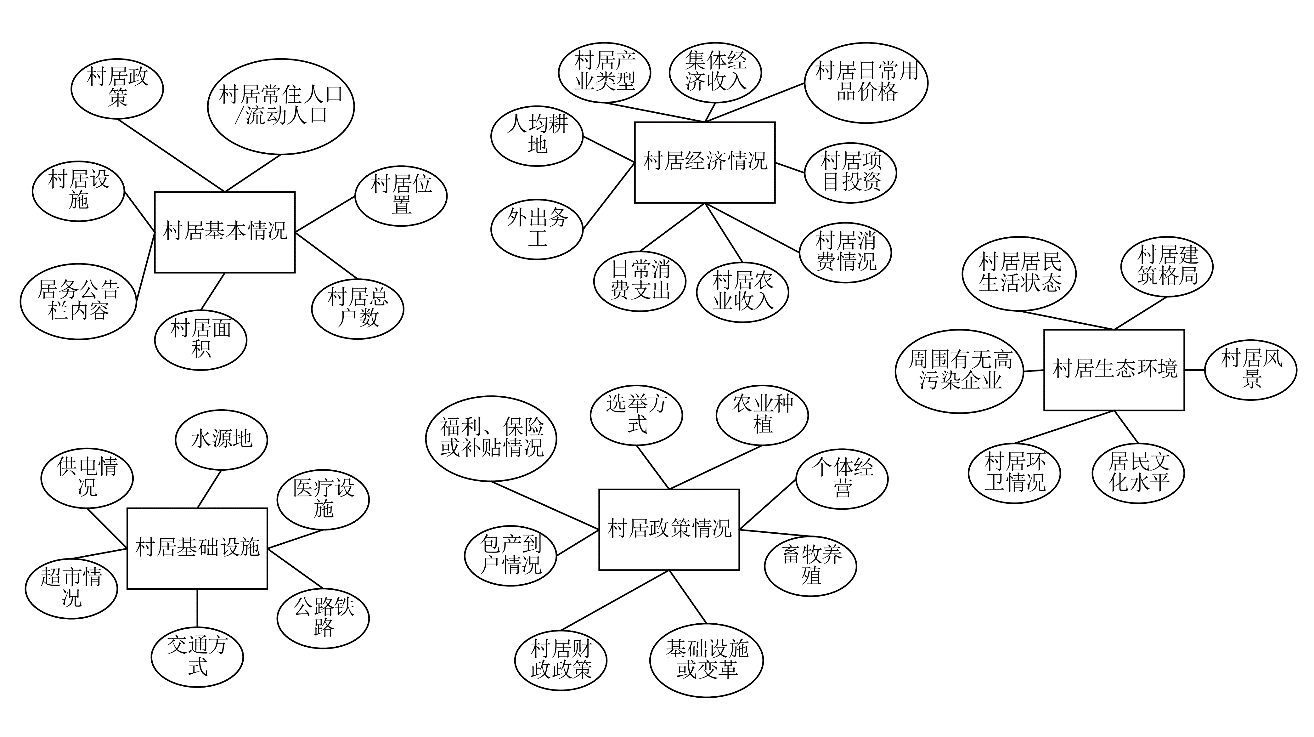 村居政
策
村居常住人口
/流动人口
村居设
施
村居位
置
村居基本情况
居务公告
栏内容
村居面
积
村居总
户数
村居产
业类型
集体经
济收入
村居日常用
品价格
人均耕
地
村居经济情况
村居项
目投资
外出务
工
日常消
费支出
村居农
业收入
村居消
费情况
村居居民
生活状态
村居建
筑格局
周围有无高
污染企业
村居生态环境
村居风
景
村居环
卫情况
居民文
化水平
水源地
供电情
况
医疗设
施
村居基础设施
超市情
况
公路铁
路
交通方
式
福利、保险
或补贴情况
选举方
式
农业种
植
个体经
营
村居政策情况
包产到
户情况
畜牧养
殖
村居财
政政策
基础设施
或变革